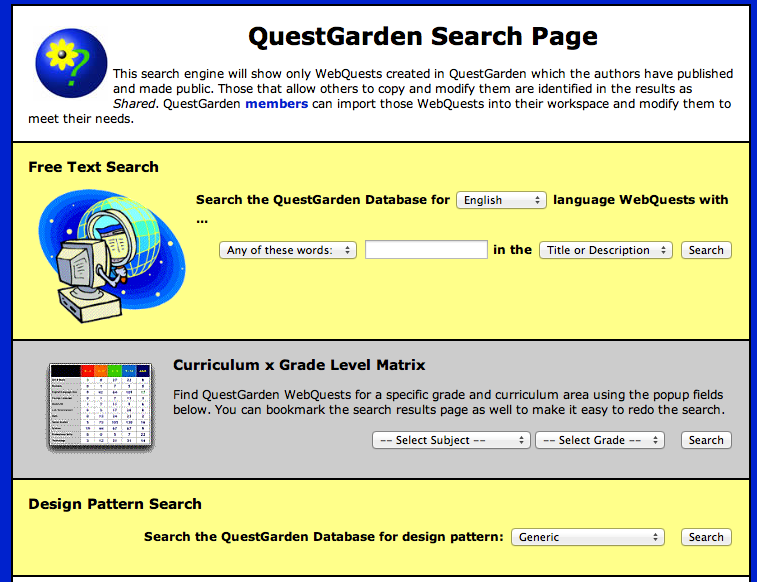 QuestGarden Search Page
This search engine will show only WebQuests created in QuestGarden which the authors have published
and made public. Those that allow others to copy and modify them are identified in the results as
Shared. QuestGarden members can import those WebQuests into their workspace and modify them to
meet their needs.
Free Text Search
Search the QuestGarden Database for English language WebQuests with
...
Any of these words: in the Title or Description Search
Curriculum x Grade Level Matrix
Find QuestGarden WebQuests for a specific grade and curriculum area using the popup fields
below. You can bookmark the search results page as well to make it easy to redo the search.
-- Select Subject -- -- Select Grade -- Search
Design Pattern Search
Search the QuestGarden Database for design pattern: Generic Search